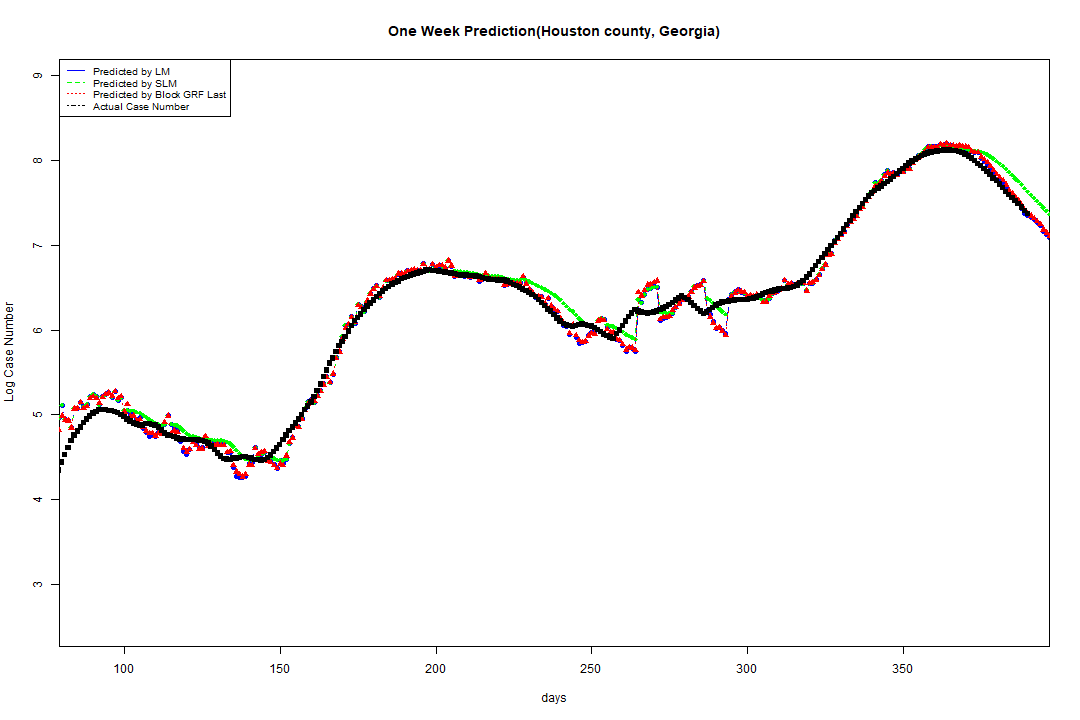 One Week Prediction(Houston county, Georgia)
Predicted by LM
Predicted by SLM
Predicted by Block GRF Last
Actual Case Number
9
8
7
6
5
4
3
Log Case Number
100 150 200 250 300 350
days